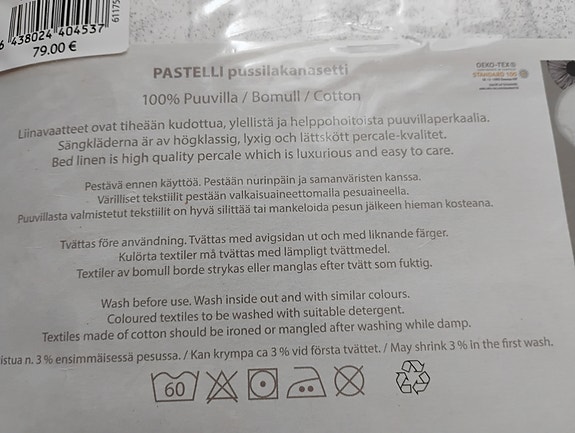 61175
6 438024 404537
79.00 €
OEKO-TEX®
STANDARD 100
PASTELLI pussilakanasetti
100% Puuvilla / Bomull / Cotton
Liinavaatteet ovat tiheään kudottua, ylellistä ja helppohoitoista puuvillaperkaalia.
Sängkläderna är av högklassig, lyxig och lättskött percale-kvalitet.
Bed linen is high quality percale which is luxurious and easy to care.
Pestävä ennen käyttöä. Pestään nurinpäin ja samanväristen kanssa.
Värilliset tekstiilit pestään valkaisuaineettomalla pesuaineella.
Puuvillasta valmistetut tekstiilit on hyvä silittää tai mankeloida pesun jälkeen hieman kosteana.
Tvättas före användning. Tvättas med avigsidan ut och med liknande färger.
Kulörta textiler må tvättas med lämpligt tvättmedel.
Textiler av bomull borde strykas eller manglas efter tvätt som fuktig.
Wash before use. Wash inside out and with similar colours.
Coloured textiles to be washed with suitable detergent.
Textiles made of cotton should be ironed or mangled after washing while damp.
istua n. 3 % ensimmäisessä pesussa. / Kan krympa ca 3 % vid första tvättet. / May shrink 3 % in the first wash.
60